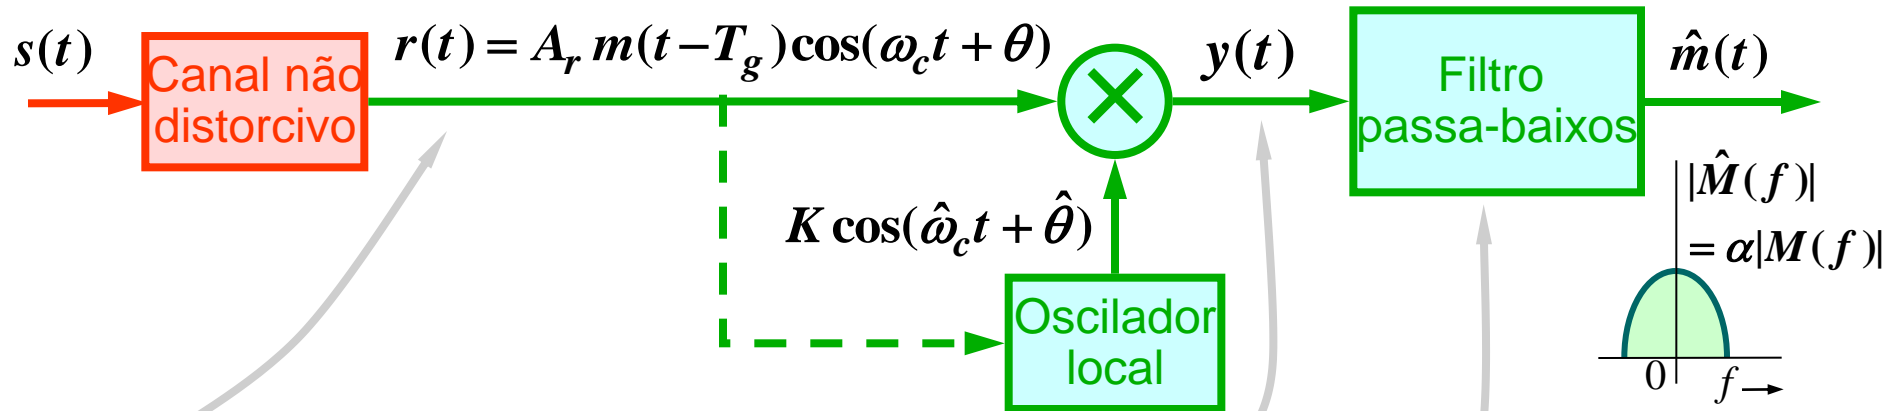 s(t)
Canal não
distorcivo
r(t) = A_r m(t−T_g)cos(ω_c t + θ)
y(t)
Filtro
passa-baixos
m̂(t)
K cos(ω̂_c t + θ̂)
Oscilador
local
|M̂(f)|
= α|M(f)|
0
f